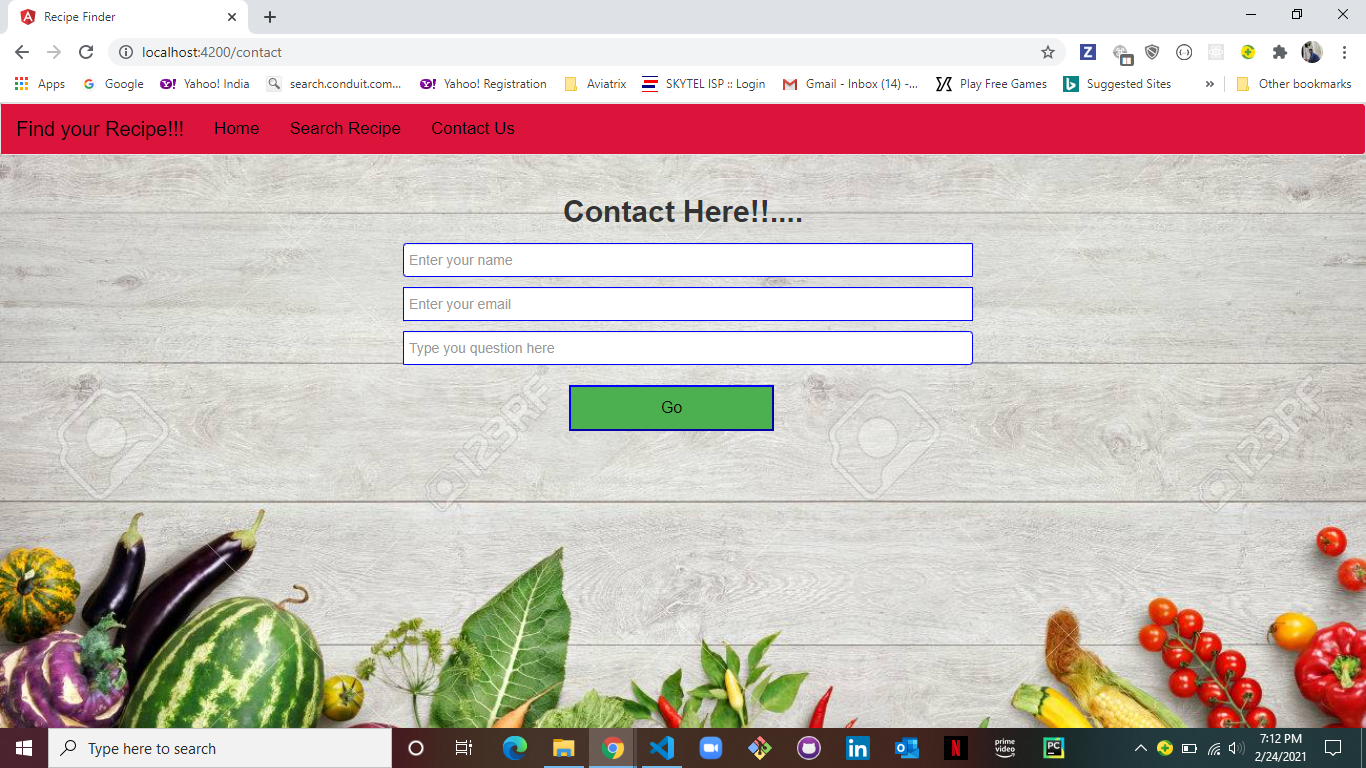 Recipe Finder
localhost:4200/contact
Apps Google Yahoo! India search.conduit.com... Yahoo! Registration Aviatrix SKYTEL ISP :: Login Gmail - Inbox (14) -... Play Free Games Suggested Sites » Other bookmarks
Find your Recipe!!! Home Search Recipe Contact Us
Contact Here!!....
Enter your name
Enter your email
Type you question here
Go
123RF 123RF
Type here to search
prime video
PC
7:12 PM
2/24/2021